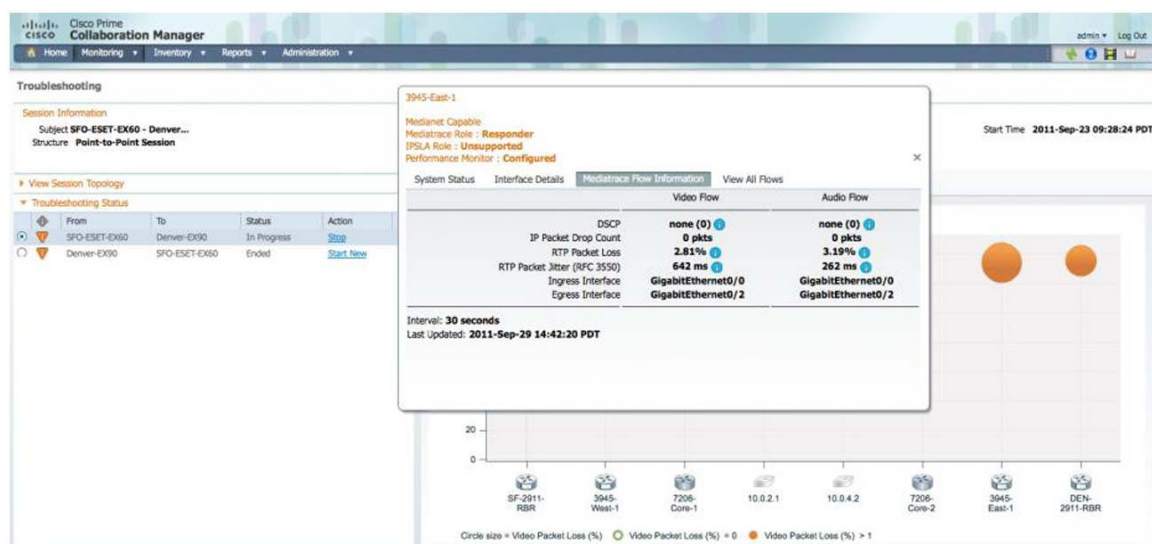 Cisco Prime
CISCO Collaboration Manager
admin Log Out
Home Monitoring Inventory Reports Administration
Troubleshooting
Session Information
Subject SFO-ESET-EX60 - Denver...
Structure Point-to-Point Session
Start Time 2011-Sep-23 09:28:24 PDT
View Session Topology
Troubleshooting Status
From To Status Action
SFO-ESET-EX60 Denver-EX90 In Progress Stop
Denver-EX90 SFO-ESET-EX60 Ended Start New
3945-East-1
Medianet Capable
Mediatrace Role : Responder
IPSLA Role : Unsupported
Performance Monitor : Configured
System Status Interface Details Mediatrace Flow Information View All Flows
Video Flow Audio Flow
DSCP none (0) none (0)
IP Packet Drop Count 0 pkts 0 pkts
RTP Packet Loss 2.81% 3.19%
RTP Packet Jitter (RFC 3550) 642 ms 262 ms
Ingress Interface GigabitEthernet0/0 GigabitEthernet0/0
Egress Interface GigabitEthernet0/2 GigabitEthernet0/2
Interval: 30 seconds
Last Updated: 2011-Sep-29 14:42:20 PDT
20
0
SF-2911-RBR 3945-West-1 7206-Core-1 10.0.2.1 10.0.4.2 7206-Core-2 3945-East-1 DEN-2911-RBR
Circle size = Video Packet Loss (%) Video Packet Loss (%) = 0 Video Packet Loss (%) > 1